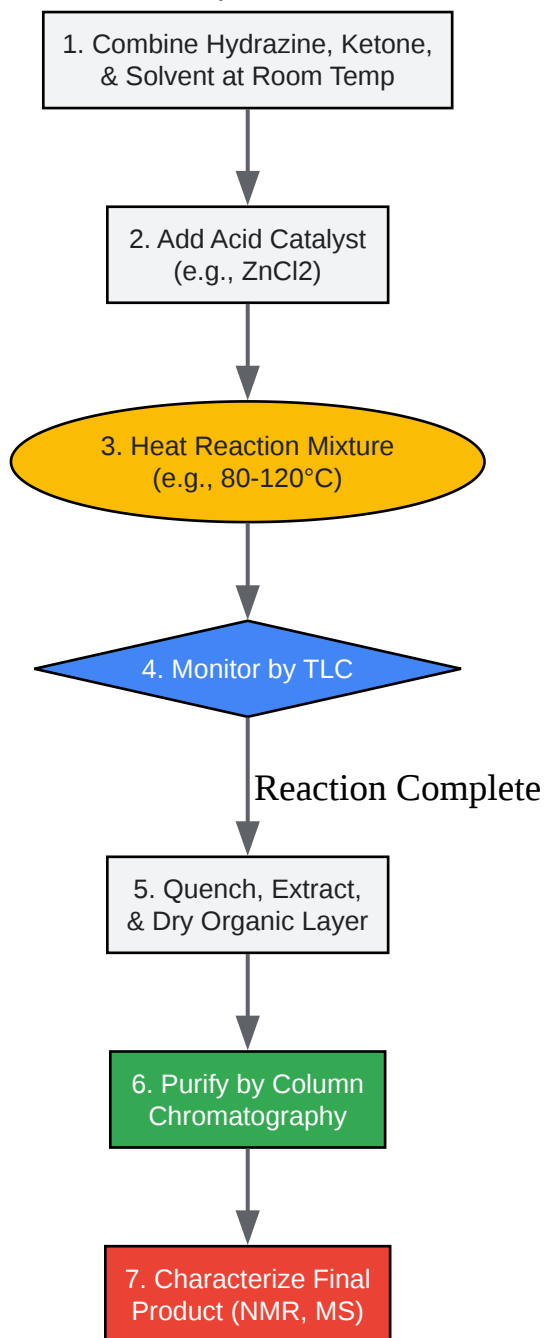 1. Combine Hydrazine, Ketone,
& Solvent at Room Temp
2. Add Acid Catalyst
(e.g., ZnCl2)
3. Heat Reaction Mixture
(e.g., 80-120°C)
4. Monitor by TLC
Reaction Complete
5. Quench, Extract,
& Dry Organic Layer
6. Purify by Column
Chromatography
7. Characterize Final
Product (NMR, MS)